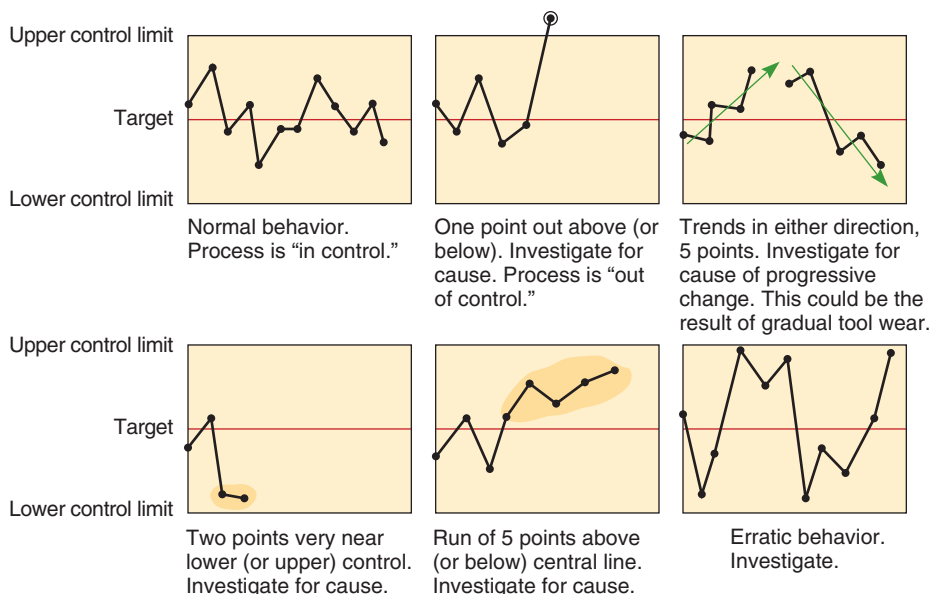 Upper control limit
Target
Lower control limit
Normal behavior.
Process is “in control.”
One point out above (or
below). Investigate for
cause. Process is “out
of control.”
Trends in either direction,
5 points. Investigate for
cause of progressive
change. This could be the
result of gradual tool wear.
Upper control limit
Target
Lower control limit
Two points very near
lower (or upper) control.
Investigate for cause.
Run of 5 points above
(or below) central line.
Investigate for cause.
Erratic behavior.
Investigate.